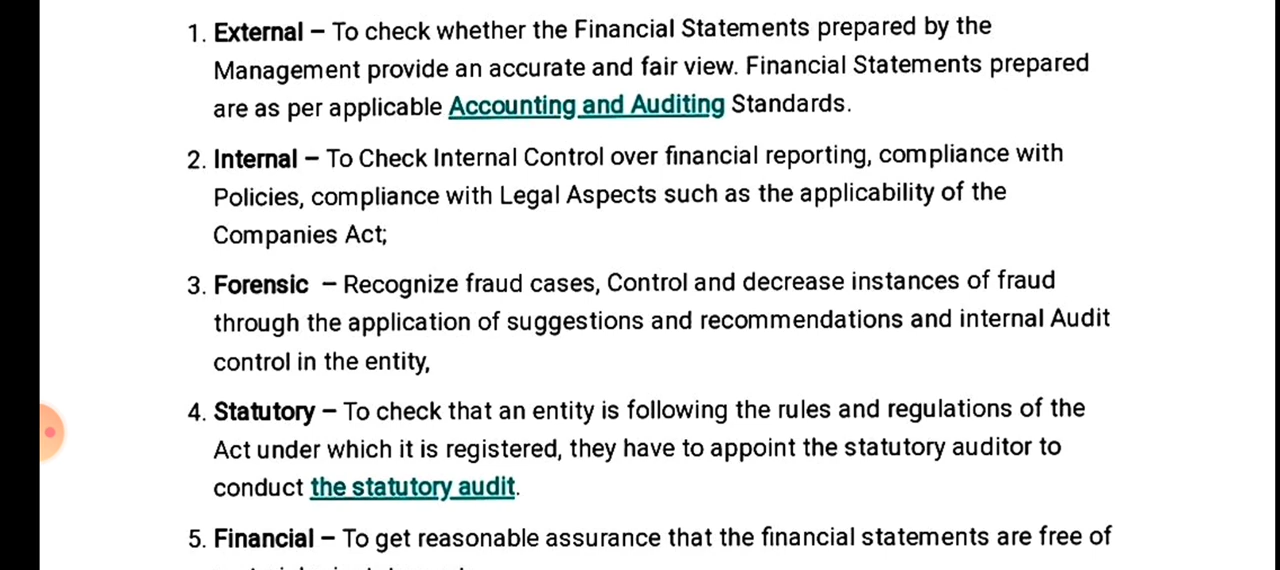 1. External – To check whether the Financial Statements prepared by the
Management provide an accurate and fair view. Financial Statements prepared
are as per applicable Accounting and Auditing Standards.
2. Internal – To Check Internal Control over financial reporting, compliance with
Policies, compliance with Legal Aspects such as the applicability of the
Companies Act;
3. Forensic – Recognize fraud cases, Control and decrease instances of fraud
through the application of suggestions and recommendations and internal Audit
control in the entity,
4. Statutory – To check that an entity is following the rules and regulations of the
Act under which it is registered, they have to appoint the statutory auditor to
conduct the statutory audit.
5. Financial – To get reasonable assurance that the financial statements are free of